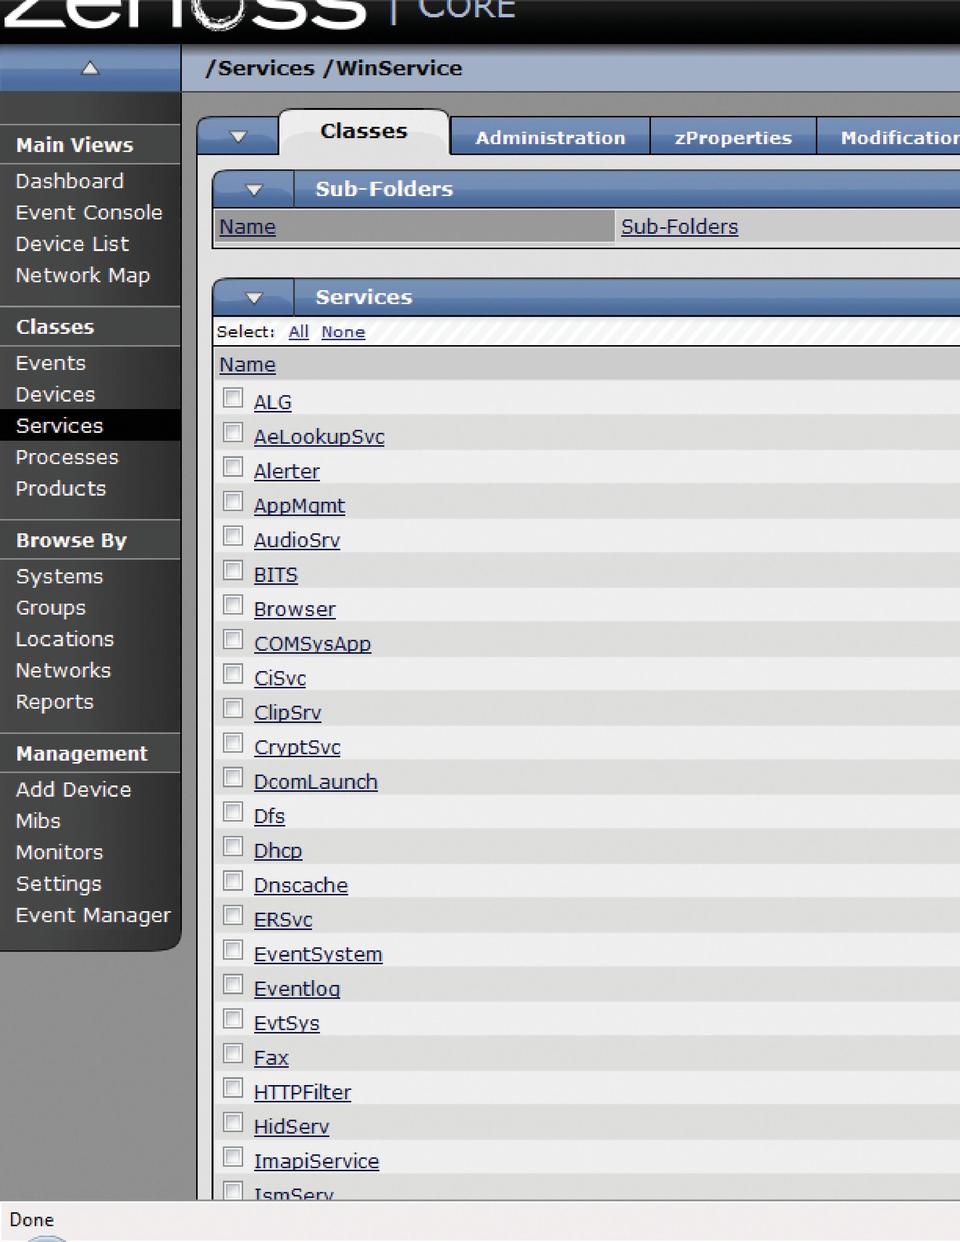 zenoss | CORE
/Services /WinService
Main Views
Dashboard
Event Console
Device List
Network Map
Classes
Events
Devices
Services
Processes
Products
Browse By
Systems
Groups
Locations
Networks
Reports
Management
Add Device
Mibs
Monitors
Settings
Event Manager
Classes Administration zProperties Modification
Sub-Folders
Name Sub-Folders
Services
Select: All None
Name
ALG
AeLookupSvc
Alerter
AppMgmt
AudioSrv
BITS
Browser
COMSysApp
CiSvc
ClipSrv
CryptSvc
DcomLaunch
Dfs
Dhcp
Dnscache
ERSvc
EventSystem
Eventlog
EvtSys
Fax
HTTPFilter
HidServ
ImapiService
IsmServ
Done